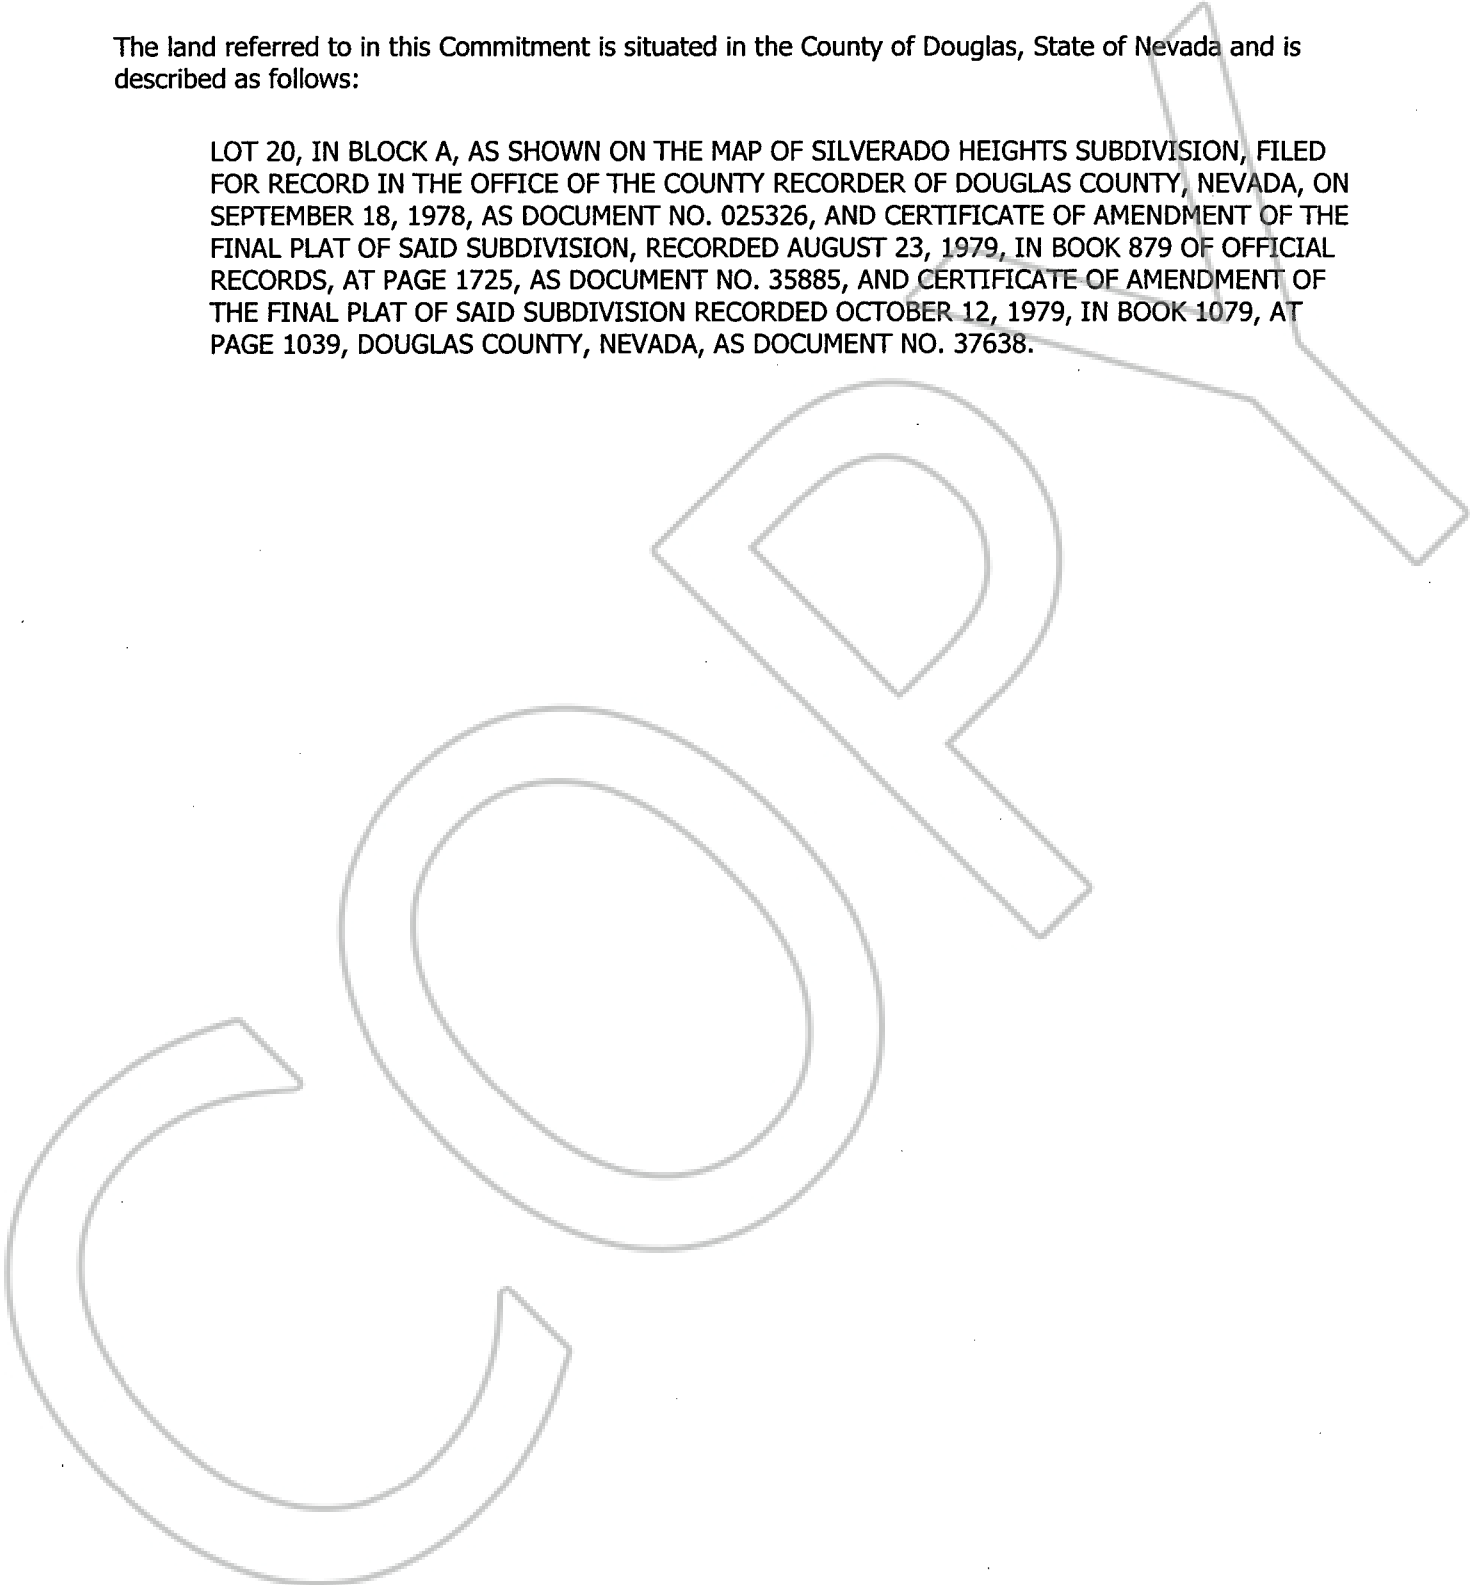 The land referred to in this Commitment is situated in the County of Douglas, State of Nevada and is
described as follows:
LOT 20, IN BLOCK A, AS SHOWN ON THE MAP OF SILVERADO HEIGHTS SUBDIVISION, FILED
FOR RECORD IN THE OFFICE OF THE COUNTY RECORDER OF DOUGLAS COUNTY, NEVADA, ON
SEPTEMBER 18, 1978, AS DOCUMENT NO. 025326, AND CERTIFICATE OF AMENDMENT OF THE
FINAL PLAT OF SAID SUBDIVISION, RECORDED AUGUST 23, 1979, IN BOOK 879 OF OFFICIAL
RECORDS, AT PAGE 1725, AS DOCUMENT NO. 35885, AND CERTIFICATE OF AMENDMENT OF
THE FINAL PLAT OF SAID SUBDIVISION RECORDED OCTOBER 12, 1979, IN BOOK 1079, AT
PAGE 1039, DOUGLAS COUNTY, NEVADA, AS DOCUMENT NO. 37638.
COPY